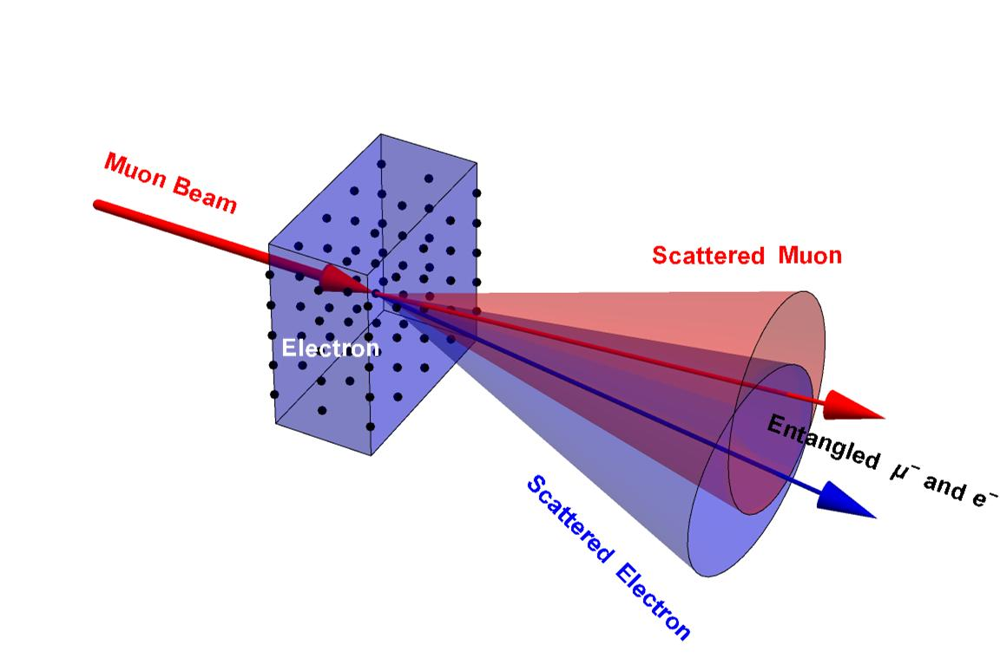 Muon Beam
Scattered Muon
Electron
Entangled μ⁻ and e⁻
Scattered Electron